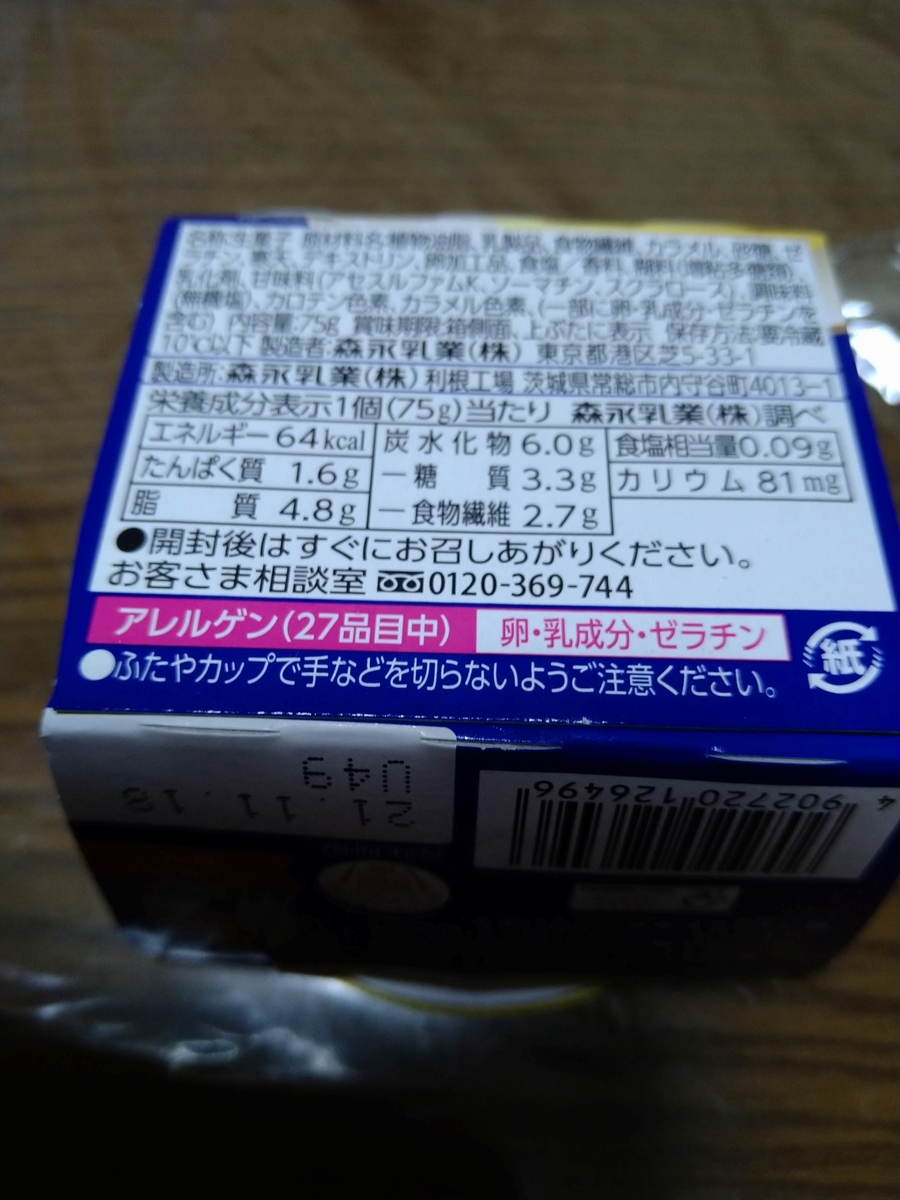 名称:生菓子 原材料名:植物油脂、乳製品、食物繊維、カラメル、砂糖、ゼ
ラチン、寒天、デキストリン、卵加工品、食塩／香料、糊料(増粘多糖類)、
乳化剤、甘味料(アセスルファムK、ソーマチン、スクラロース)、調味料
(無機塩)、カロテン色素、カラメル色素、(一部に卵・乳成分・ゼラチンを
含む) 内容量:75g 賞味期限:箱側面、上ぶたに表示 保存方法:要冷蔵
10℃以下 製造者:森永乳業(株) 東京都港区芝5-33-1
製造所:森永乳業(株)利根工場 茨城県常総市内守谷町4013-1
栄養成分表示1個(75g)当たり 森永乳業(株)調べ
エネルギー 64kcal 炭水化物 6.0g 食塩相当量0.09g
たんぱく質 1.6g －糖質 3.3g カリウム 81mg
脂質 4.8g －食物繊維 2.7g
●開封後はすぐにお召しあがりください。
お客さま相談室 0120-369-744
アレルゲン(27品目中) 卵・乳成分・ゼラチン
●ふたやカップで手などを切らないようご注意ください。
紙
21.11.18
U49
4 902720 126496